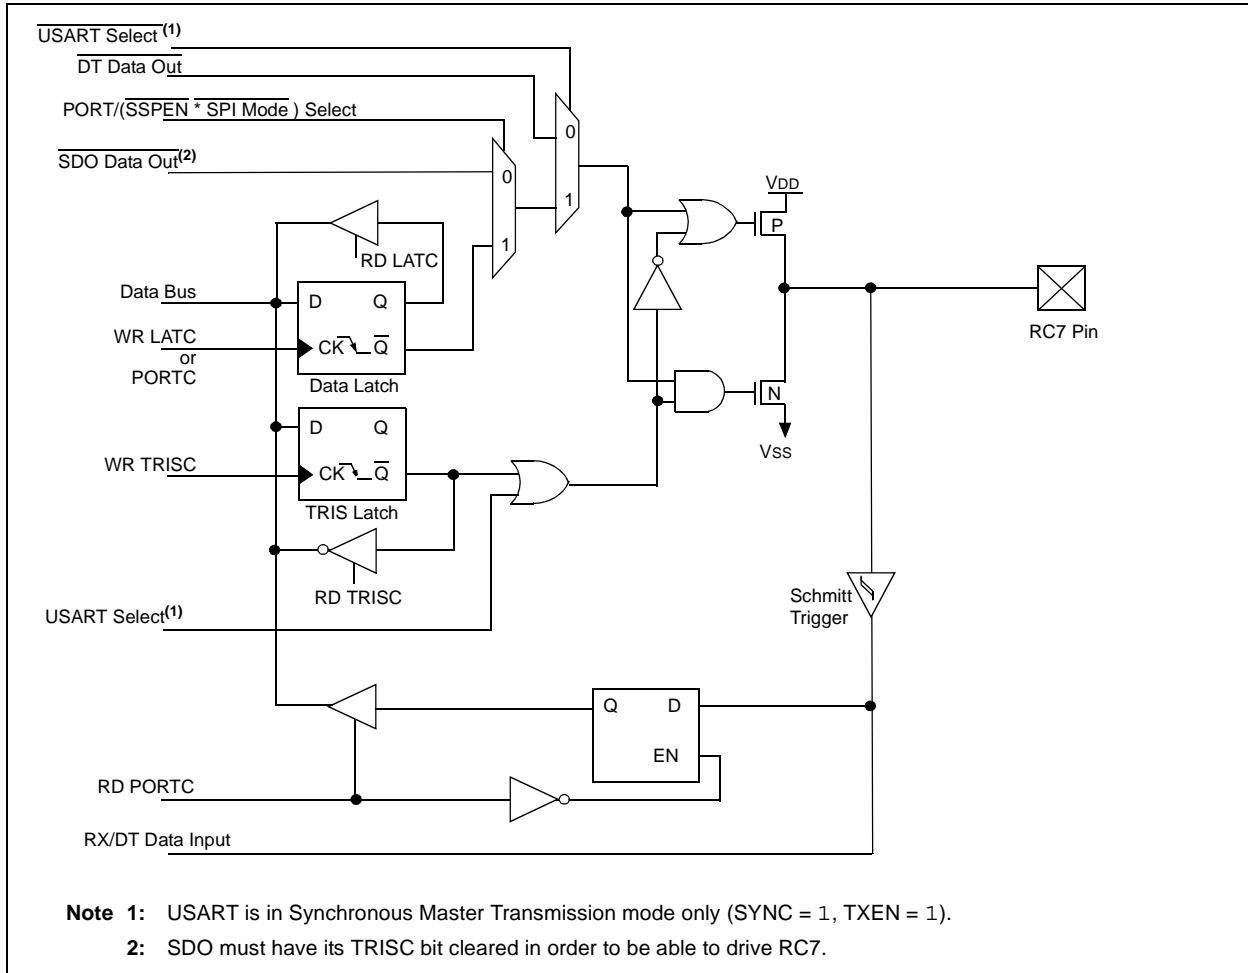 USART Select(1)
DT Data Out
PORT/(SSPEN * SPI Mode ) Select
SDO Data Out(2)
0
1
0
1
VDD
P
RD LATC
Data Bus
D Q
WR LATC
or
PORTC
CK Q
Data Latch
RC7 Pin
N
VSS
D Q
WR TRISC
CK Q
TRIS Latch
RD TRISC
USART Select(1)
Schmitt
Trigger
Q D
EN
RD PORTC
RX/DT Data Input
Note 1: USART is in Synchronous Master Transmission mode only (SYNC = 1, TXEN = 1).
2: SDO must have its TRISC bit cleared in order to be able to drive RC7.